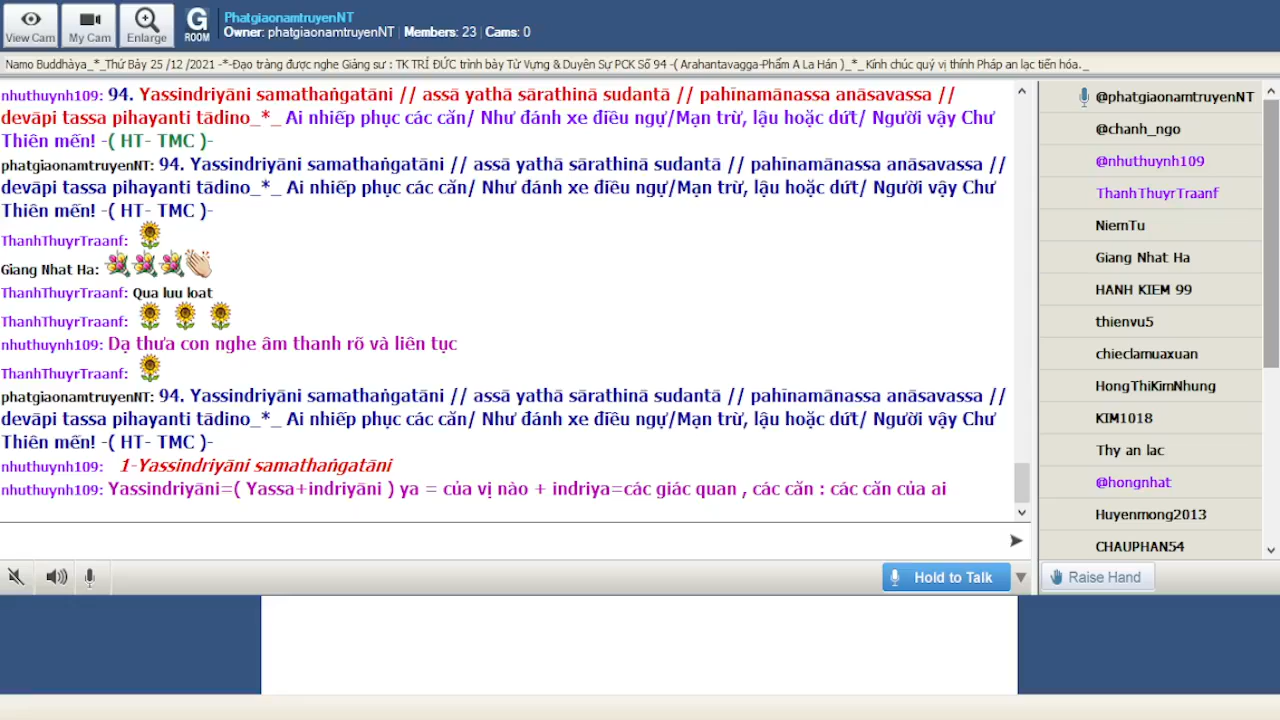 View Cam
My Cam
Enlarge
G
ROOM
PhatgiaonamtruyenNT
Owner: phatgiaonamtruyenNT | Members: 23 | Cams: 0
Namo Buddhàya_*_Thứ Bảy 25 /12 /2021 -*-Đạo tràng được nghe Giảng sư : TK TRÍ ĐỨC trình bày Từ Vựng & Duyên Sự PCK Số 94 -( Arahantavagga-Phẩm A La Hán )_*_ Kính chúc quý vị thính Pháp an lạc tiến hóa._
nhuthuynh109: 94. Yassindriyāni samathaṅgatāni // assā yathā sārathinā sudantā // pahīnamānassa anāsavassa //
devāpi tassa pihayanti tādino_*_ Ai nhiếp phục các căn/ Như đánh xe điều ngự/Mạn trừ, lậu hoặc dứt/ Người vậy Chư
Thiên mến! -( HT- TMC )-
phatgiaonamtruyenNT: 94. Yassindriyāni samathaṅgatāni // assā yathā sārathinā sudantā // pahīnamānassa anāsavassa //
devāpi tassa pihayanti tādino_*_ Ai nhiếp phục các căn/ Như đánh xe điều ngự/Mạn trừ, lậu hoặc dứt/ Người vậy Chư
Thiên mến! -( HT- TMC )-
ThanhThuyrTraanf:
Giang Nhat Ha:
ThanhThuyrTraanf: Qua luu loat
ThanhThuyrTraanf:
nhuthuynh109: Dạ thưa con nghe âm thanh rõ và liên tục
ThanhThuyrTraanf:
phatgiaonamtruyenNT: 94. Yassindriyāni samathaṅgatāni // assā yathā sārathinā sudantā // pahīnamānassa anāsavassa //
devāpi tassa pihayanti tādino_*_ Ai nhiếp phục các căn/ Như đánh xe điều ngự/Mạn trừ, lậu hoặc dứt/ Người vậy Chư
Thiên mến! -( HT- TMC )-
nhuthuynh109: 1-Yassindriyāni samathaṅgatāni
nhuthuynh109: Yassindriyāni=( Yassa+indriyāni ) ya = của vị nào + indriya=các giác quan , các căn : các căn của ai
@phatgiaonamtruyenNT
@chanh_ngo
@nhuthuynh109
ThanhThuyrTraanf
NiemTu
Giang Nhat Ha
HANH KIEM 99
thienvu5
chieclamuaxuan
HongThiKimNhung
KIM1018
Thy an lac
@hongnhat
Huyenmong2013
CHAUPHAN54
Hold to Talk
Raise Hand